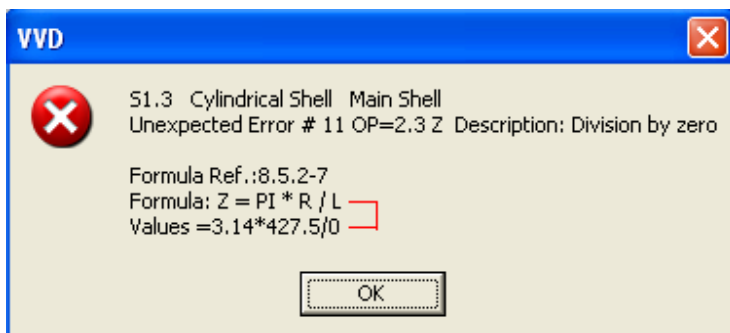 VVD
S1.3 Cylindrical Shell Main Shell
Unexpected Error # 11 OP=2.3 Z Description: Division by zero
Formula Ref.:8.5.2-7
Formula: Z = PI * R / L
Values =3.14*427.5/0
OK